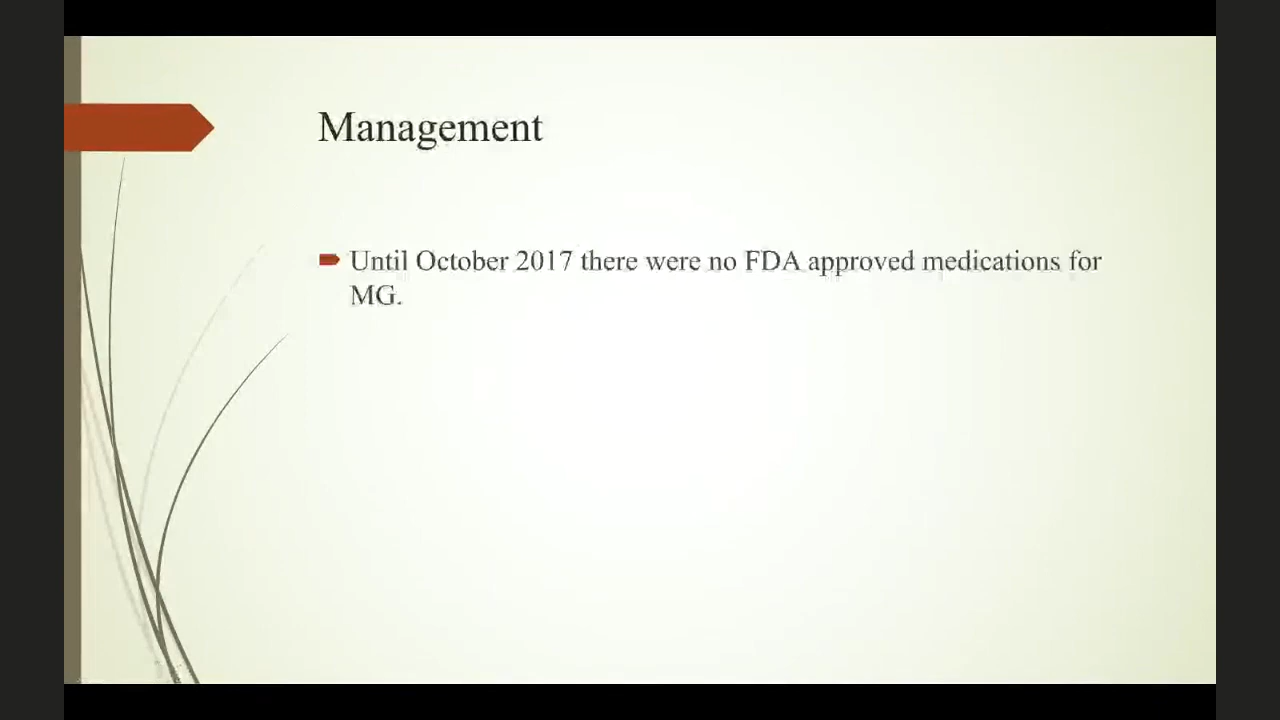 Management
Until October 2017 there were no FDA approved medications for
MG.